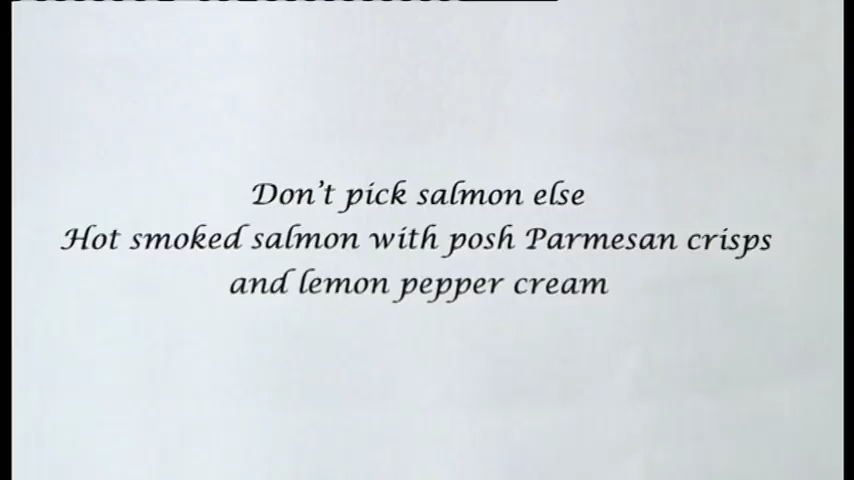 Don't pick salmon else
Hot smoked salmon with posh Parmesan crisps
and lemon pepper cream